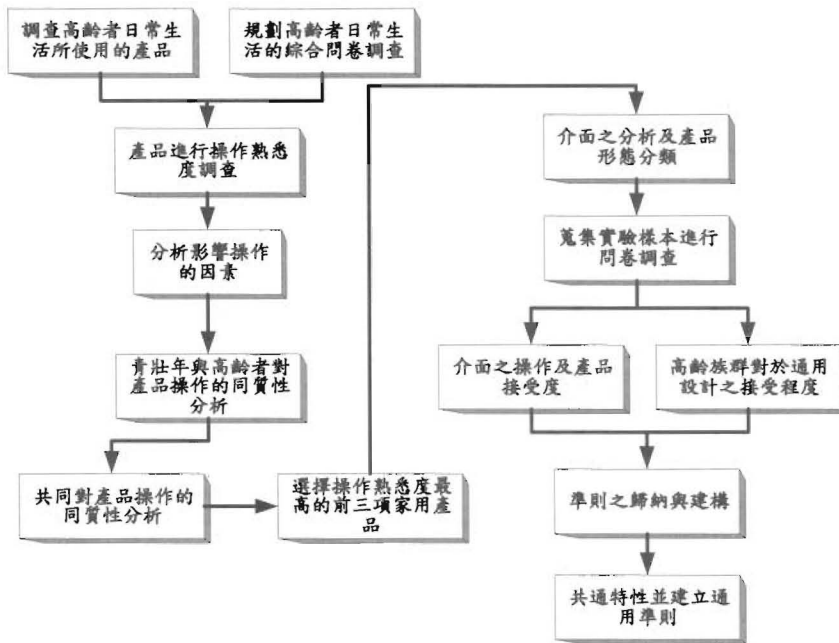 調查高齡者日常生
活所使用的產品
規劃高齡者日常生
活的綜合問卷調查
產品進行操作熟悉
度調查
分析影響操作
的因素
青壯年與高齡者對
產品操作的同質性
分析
共同對產品操作的
同質性分析
選擇操作熟悉度最
高的前三項家用產
品
介面之分析及產品
形態分類
蒐集實驗樣本進行
問卷調查
介面之操作及產品
接受度
高齡族群對於通用
設計之接受程度
準則之歸納與建構
共通特性並建立通
用準則